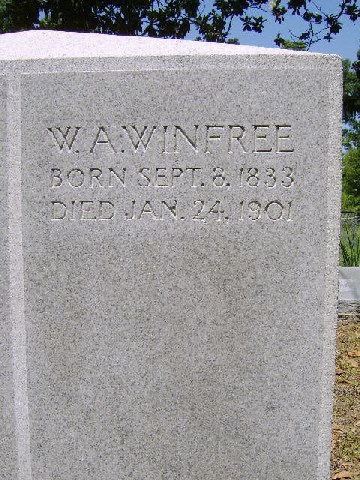 W. A. WINFREE
BORN SEPT. 8, 1833
DIED JAN. 24, 1901